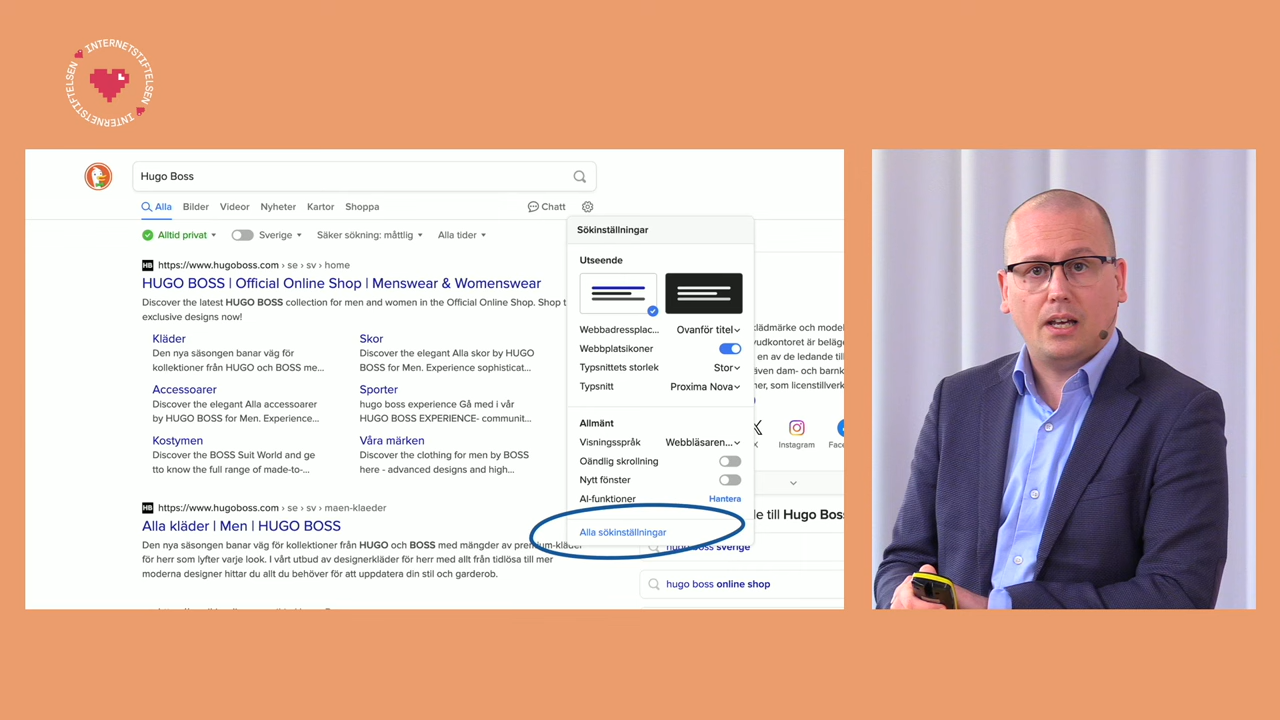 INTERNETSTIFTELSEN
INTERNETSTIFTELSEN
Hugo Boss
Alla Bilder Videor Nyheter Kartor Shoppa Chatt
Alltid privat Sverige Säker sökning: måttlig Alla tider
HB https://www.hugoboss.com › se › sv › home
HUGO BOSS | Official Online Shop | Menswear & Womenswear
Discover the latest HUGO BOSS collection for men and women in the Official Online Shop. Shop t
exclusive designs now!
Kläder
Den nya säsongen banar väg för
kollektioner från HUGO och BOSS me...
Skor
Discover the elegant Alla skor by HUGO
BOSS for Men. Experience sophisticat...
Accessoarer
Discover the elegant Alla accessoarer
by HUGO BOSS for Men. Experience...
Sporter
hugo boss experience Gå med i vår
HUGO BOSS EXPERIENCE- communit...
Kostymen
Discover the BOSS Suit World and ge
tto know the full range of made-to-...
Våra märken
Discover the clothing for men by BOSS
here - advanced designs and high...
HB https://www.hugoboss.com › se › sv › maen-klaeder
Alla kläder | Men | HUGO BOSS
Den nya säsongen banar väg för kollektioner från HUGO och BOSS med mängder av premium-kläder
för herr som lyfter varje look. I vårt utbud av designerkläder för herr med allt från tidlösa till mer
moderna designer hittar du allt du behöver för att uppdatera din stil och garderob.
Sökinställningar
Utseende
Webbadressplac... Ovanför titel
Webbplatsikoner
Typsnittets storlek Stor
Typsnitt Proxima Nova
Allmänt
Visningsspråk Webbläsaren...
Oändlig skrollning
Nytt fönster
AI-funktioner Hantera
Alla sökinställningar
klädmärke och mode
vudkontoret är beläge
en av de ledande till
även dam- och barnk
ner, som licenstillverk
X Instagram Face
de till Hugo Boss
hugo boss sverige
hugo boss online shop